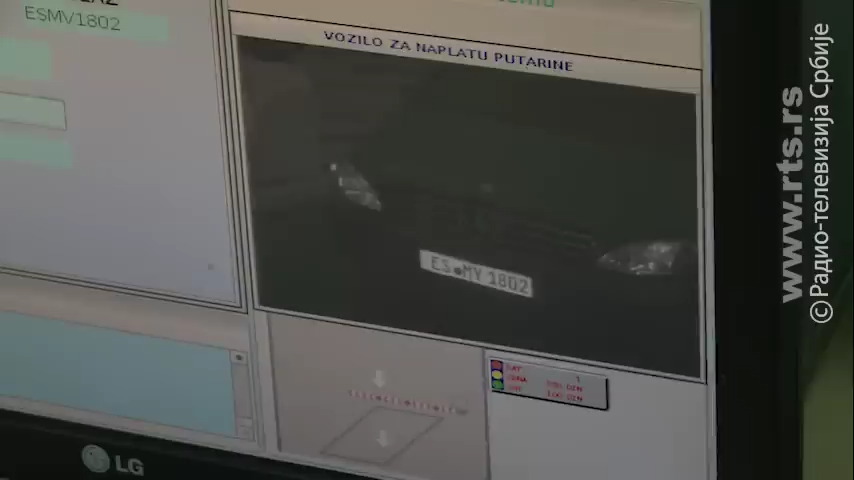 ESMV1802
VOZILO ZA NAPLATU PUTARINE
ES MY 1802
LG
www.rts.rs
©Радио-телевизија Србије